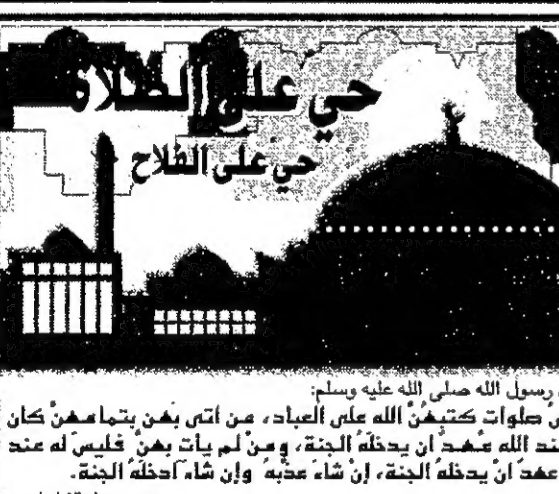 حي على الصلاة
حي على الفلاح
رسول الله صلى الله عليه وسلم:
صلوات كتبهنُّ الله على العباد، من أتى بهن بتمامهنُّ كان
الله عهدٌ أن يدخلهُ الجنة، ومنْ لم يأت بهنُّ فليسَ له عند
أنْ يدخلهُ الجنة، إنْ شاءَ عذبهُ وإن شاءَ أدخلهُ الجنة.